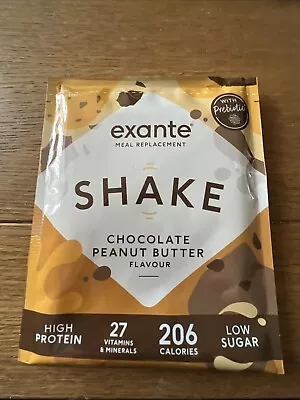 WITH
Prebiotic
exante®
MEAL REPLACEMENT
SHAKE
CHOCOLATE
PEANUT BUTTER
FLAVOUR
HIGH
PROTEIN
27
VITAMINS
& MINERALS
206
CALORIES
LOW
SUGAR